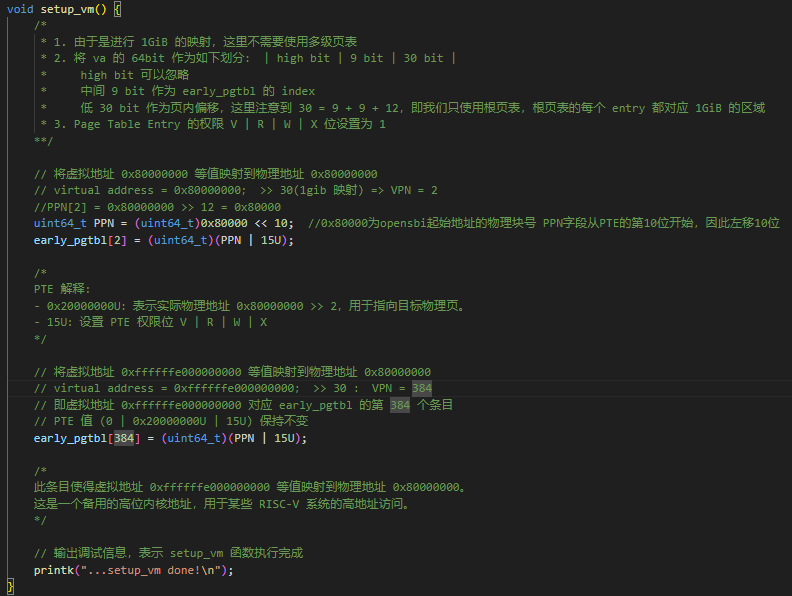 void setup_vm() {
/*
* 1. 由于是进行 1GiB 的映射，这里不需要使用多级页表
* 2. 将 va 的 64bit 作为如下划分： | high bit | 9 bit | 30 bit |
* high bit 可以忽略
* 中间 9 bit 作为 early_pgtbl 的 index
* 低 30 bit 作为页内偏移，这里注意到 30 = 9 + 9 + 12，即我们只使用根页表，根页表的每个 entry 都对应 1GiB 的区域
* 3. Page Table Entry 的权限 V | R | W | X 位设置为 1
**/
// 将虚拟地址 0x80000000 等值映射到物理地址 0x80000000
// virtual address = 0x80000000; >> 30(1gib 映射) => VPN = 2
//PPN[2] = 0x80000000 >> 12 = 0x80000
uint64_t PPN = (uint64_t)0x80000 << 10; //0x80000为opensbi起始地址的物理块号 PPN字段从PTE的第10位开始，因此左移10位
early_pgtbl[2] = (uint64_t)(PPN | 15U);
/*
PTE 解释：
- 0x20000000U：表示实际物理地址 0x80000000 >> 2，用于指向目标物理页。
- 15U：设置 PTE 权限位 V | R | W | X
*/
// 将虚拟地址 0xffffffe000000000 等值映射到物理地址 0x80000000
// virtual address = 0xffffffe000000000; >> 30 : VPN = 384
// 即虚拟地址 0xffffffe000000000 对应 early_pgtbl 的第 384 个条目
// PTE 值 (0 | 0x20000000U | 15U) 保持不变
early_pgtbl[384] = (uint64_t)(PPN | 15U);
/*
此条目使得虚拟地址 0xffffffe000000000 等值映射到物理地址 0x80000000。
这是一个备用的高位内核地址，用于某些 RISC-V 系统的高地址访问。
*/
// 输出调试信息，表示 setup_vm 函数执行完成
printk("...setup_vm done!\n");
}